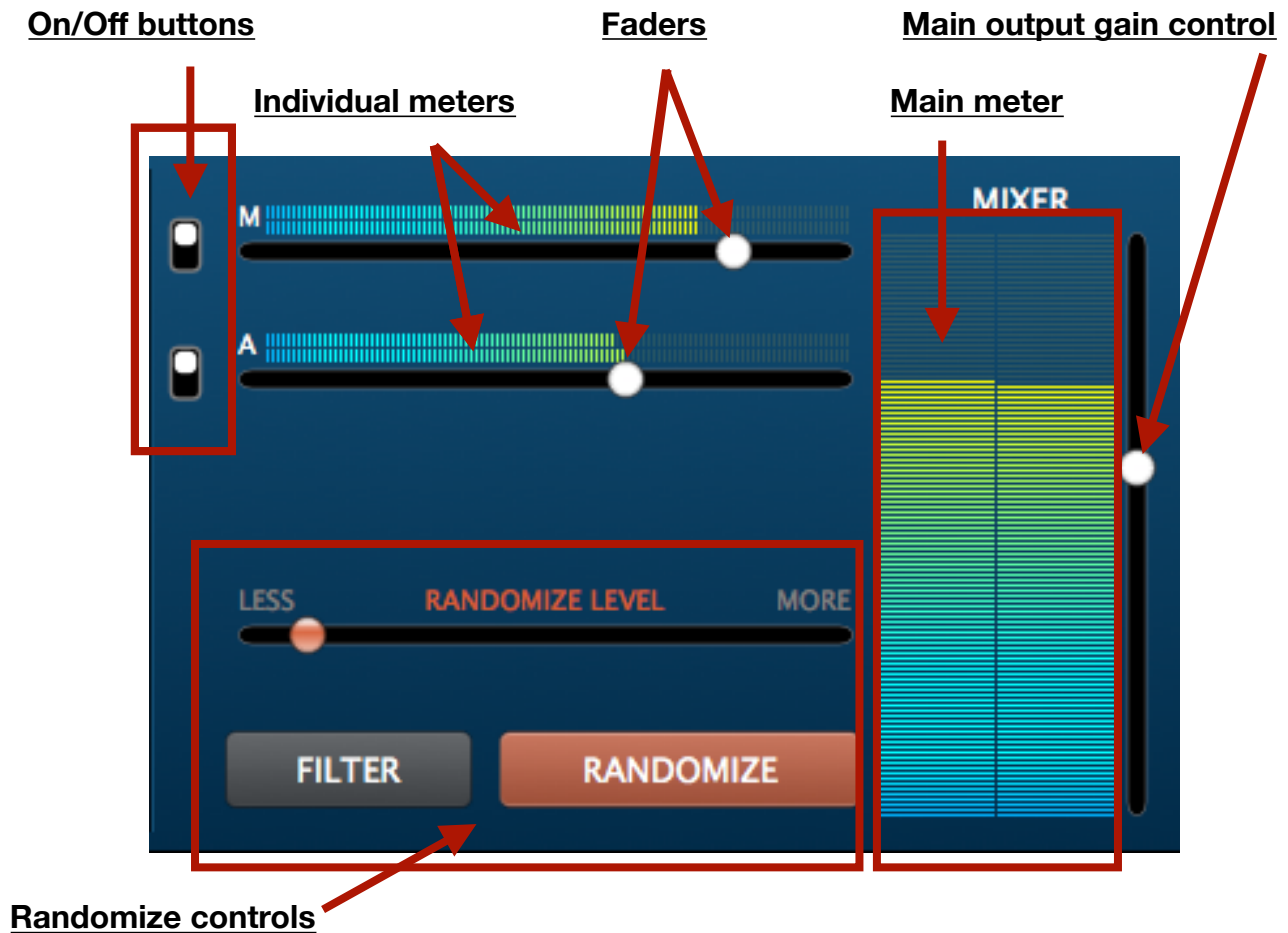 On/Off buttons
Faders
Main output gain control
Individual meters
Main meter
MIXER
M
A
LESS RANDOMIZE LEVEL MORE
FILTER RANDOMIZE
Randomize controls